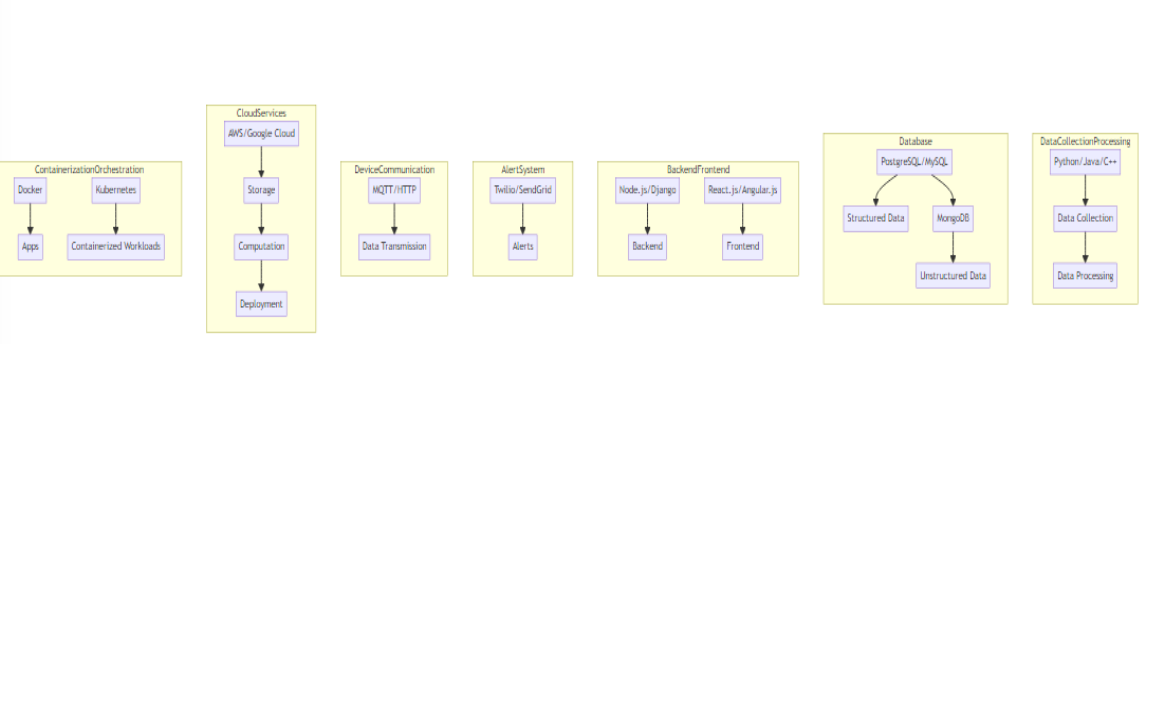 ContainerizationOrchestration
Docker
Kubernetes
Apps
Containerized Workloads
CloudServices
AWS/Google Cloud
Storage
Computation
Deployment
DeviceCommunication
MQTT/HTTP
Data Transmission
AlertSystem
Twilio/SendGrid
Alerts
BackendFrontend
Node.js/Django
React.js/Angular.js
Backend
Frontend
Database
PostgreSQL/MySQL
Structured Data
MongoDB
Unstructured Data
DataCollectionProcessing
Python/Java/C++
Data Collection
Data Processing